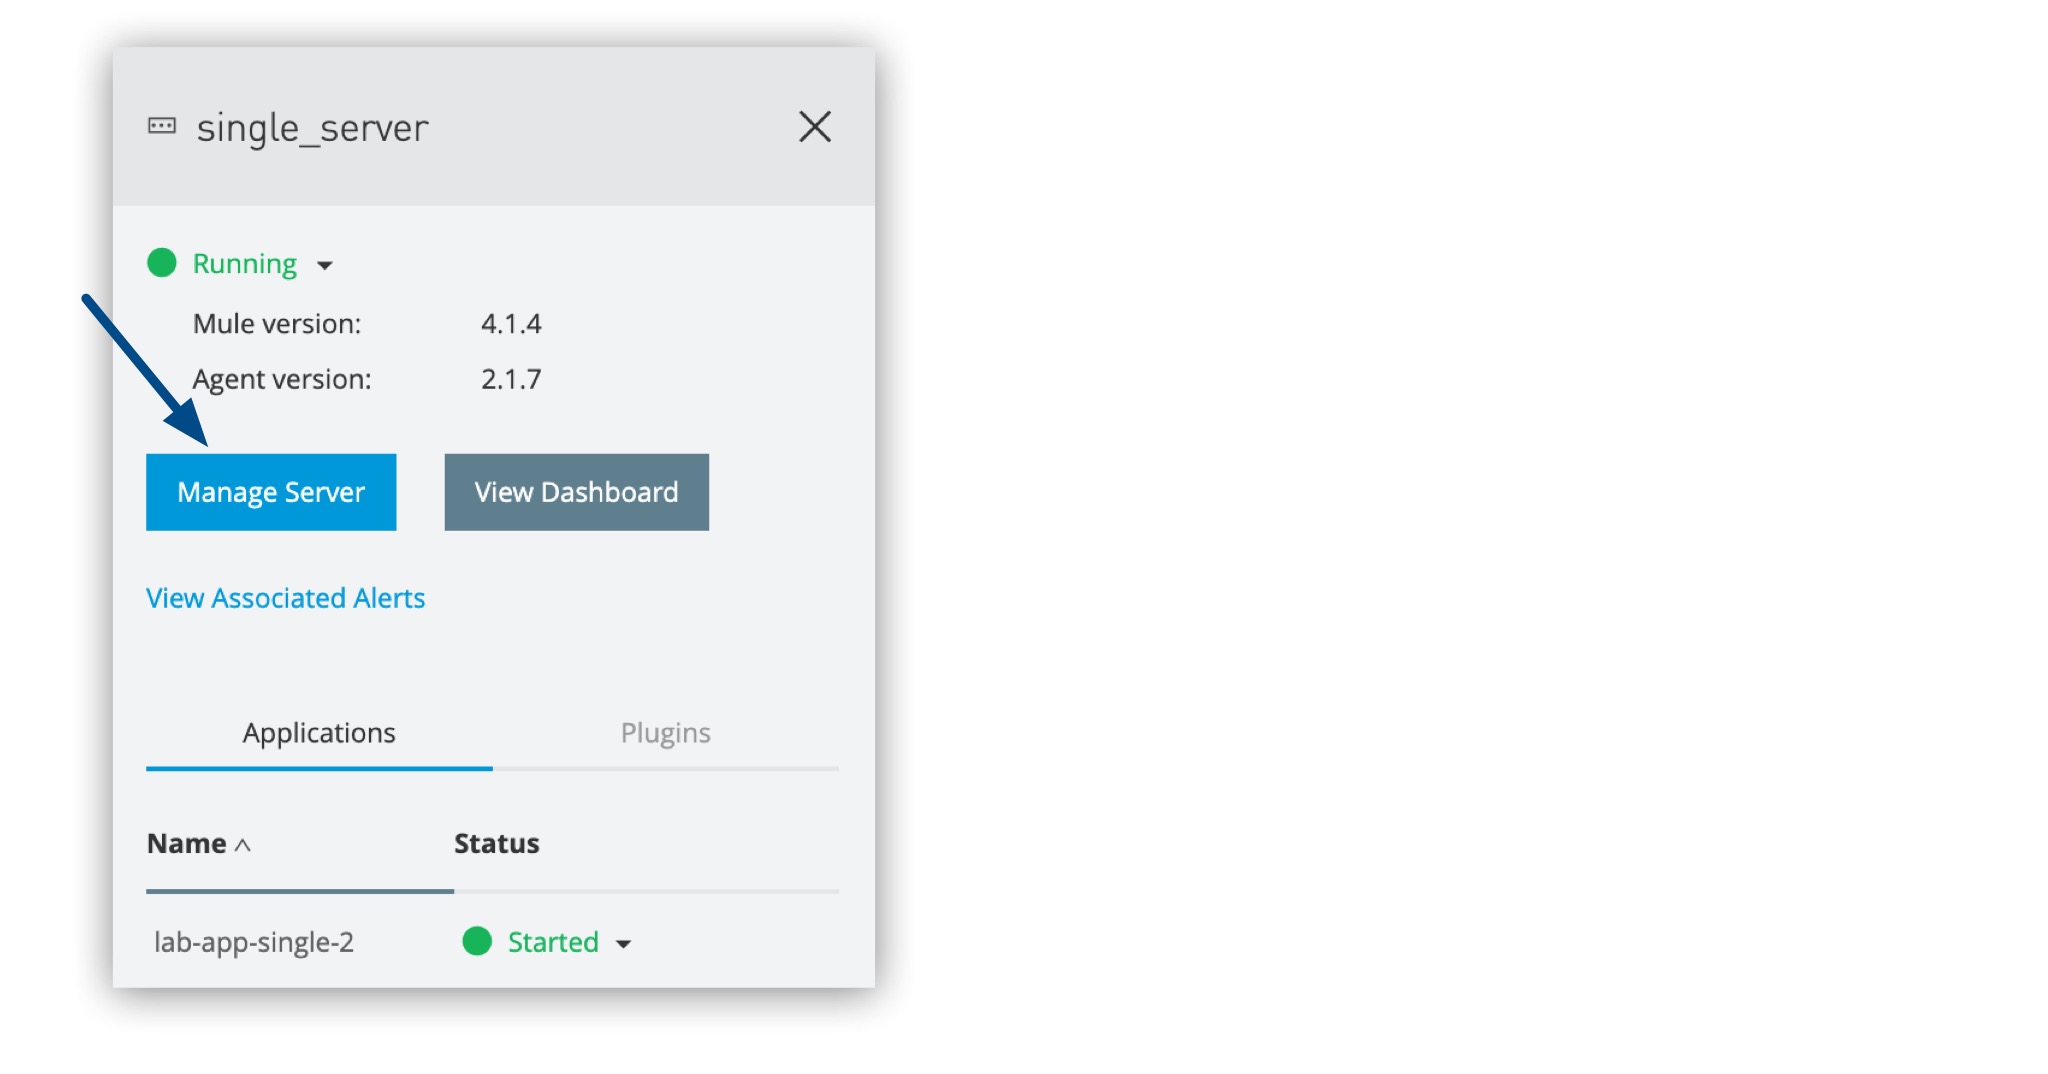 single_server
Running
Mule version: 4.1.4
Agent version: 2.1.7
Manage Server View Dashboard
View Associated Alerts
Applications Plugins
Name Status
lab-app-single-2 Started